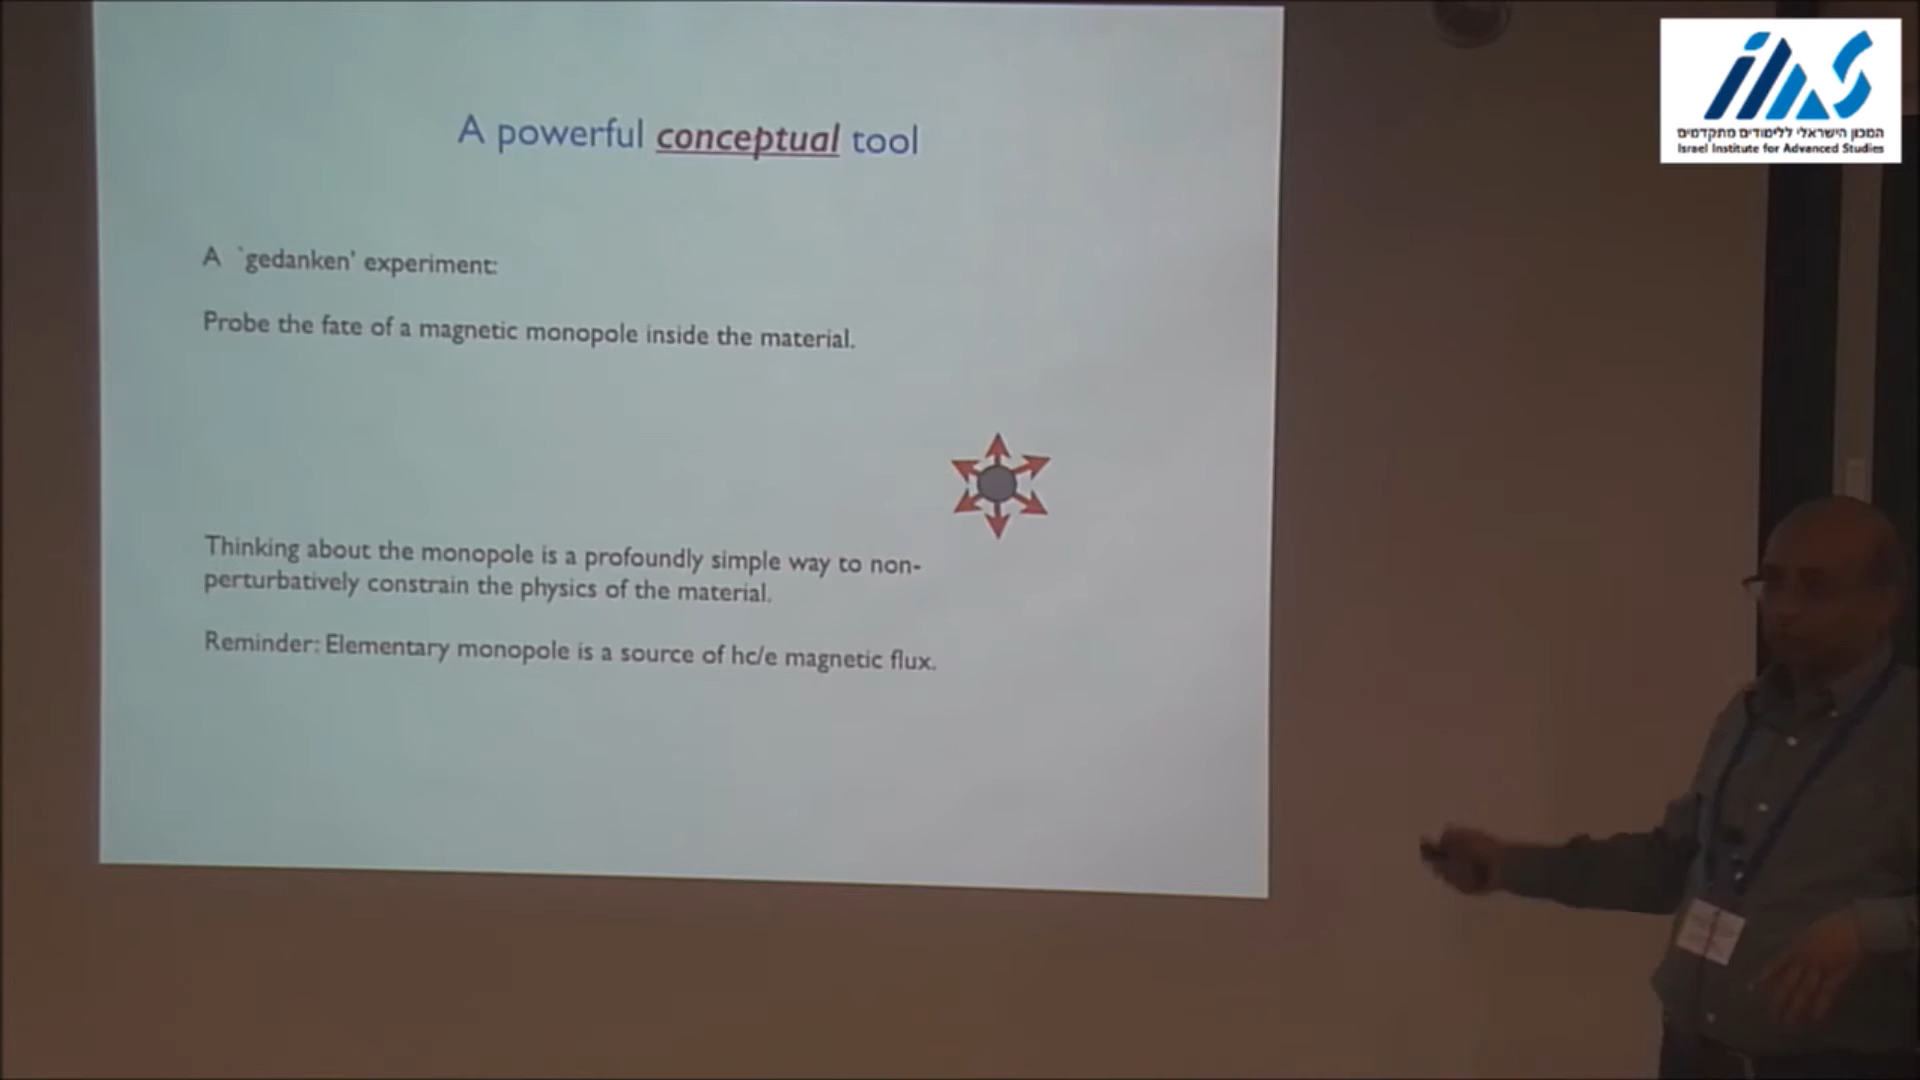 A powerful conceptual tool
A `gedanken' experiment:
Probe the fate of a magnetic monopole inside the material.
Thinking about the monopole is a profoundly simple way to non-
perturbatively constrain the physics of the material.
Reminder: Elementary monopole is a source of hc/e magnetic flux.
ias
המכון הישראלי ללימודים מתקדמים
Israel Institute for Advanced Studies